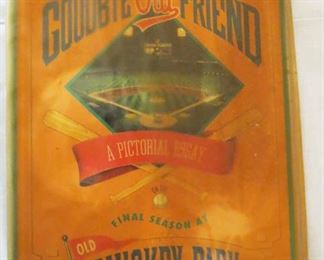 GOODBYE Old FRIEND
A PICTORIAL ESSAY
FINAL SEASON AT
OLD
COMISKEY PARK